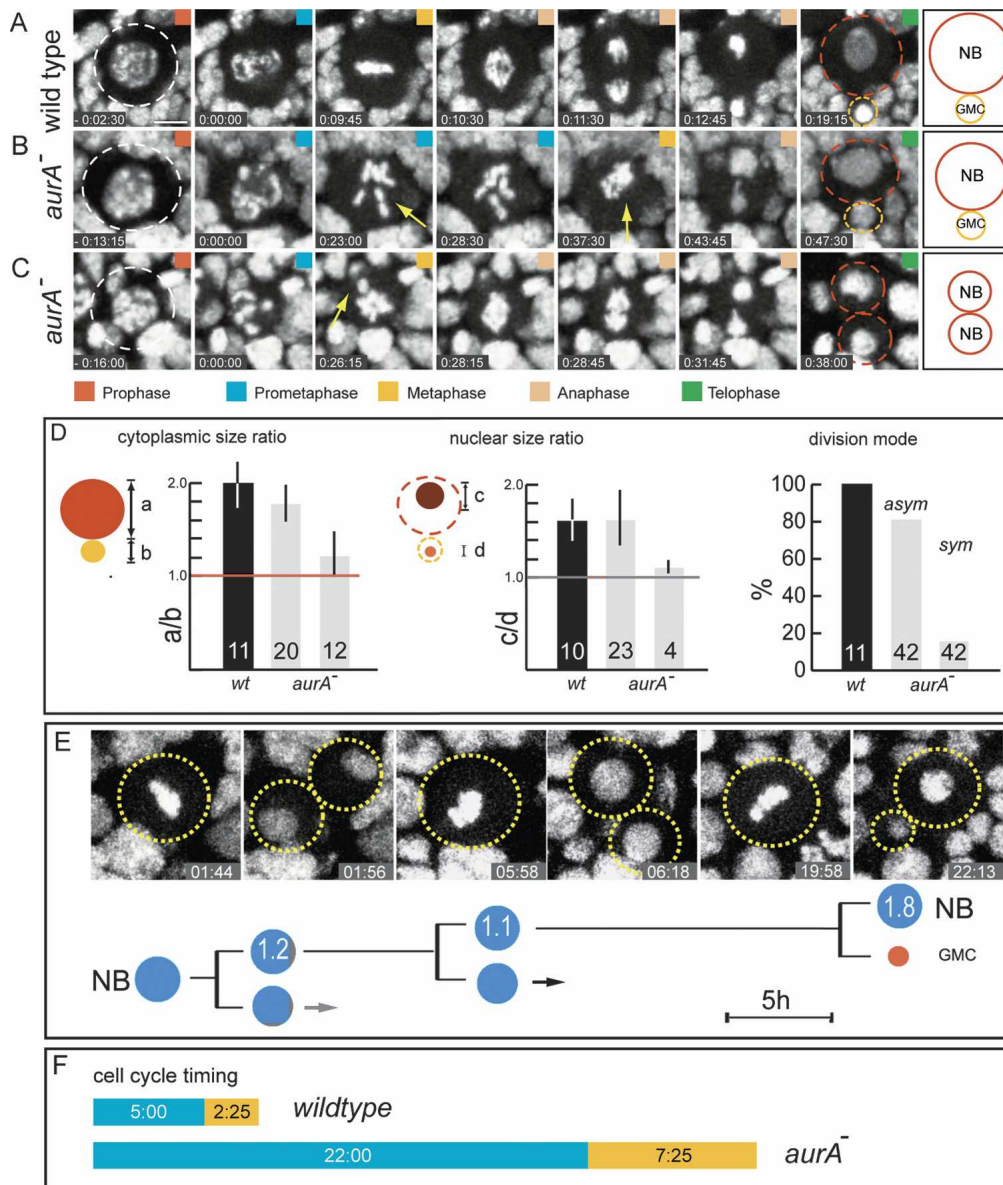 A
wild type
- 0:02:30
0:00:00
0:09:45
0:10:30
0:11:30
0:12:45
0:19:15
NB
GMC
B
aurA-
- 0:13:15
0:00:00
0:23:00
0:28:30
0:37:30
0:43:45
0:47:30
NB
GMC
C
aurA-
- 0:16:00
0:00:00
0:26:15
0:28:15
0:28:45
0:31:45
0:38:00
NB
NB
Prophase Prometaphase Metaphase Anaphase Telophase
D
cytoplasmic size ratio
a
b
2.0
1.0
a/b
11 20 12
wt aurA-
nuclear size ratio
c
d
2.0
1.0
c/d
10 23 4
wt aurA-
division mode
100
80
60
40
20
0
%
asym
sym
11 42 42
wt aurA-
E
01:44
01:56
05:58
06:18
19:58
22:13
NB
1.2
1.1
1.8 NB
GMC
5h
F
cell cycle timing
5:00 2:25 wildtype
22:00 7:25 aurA-